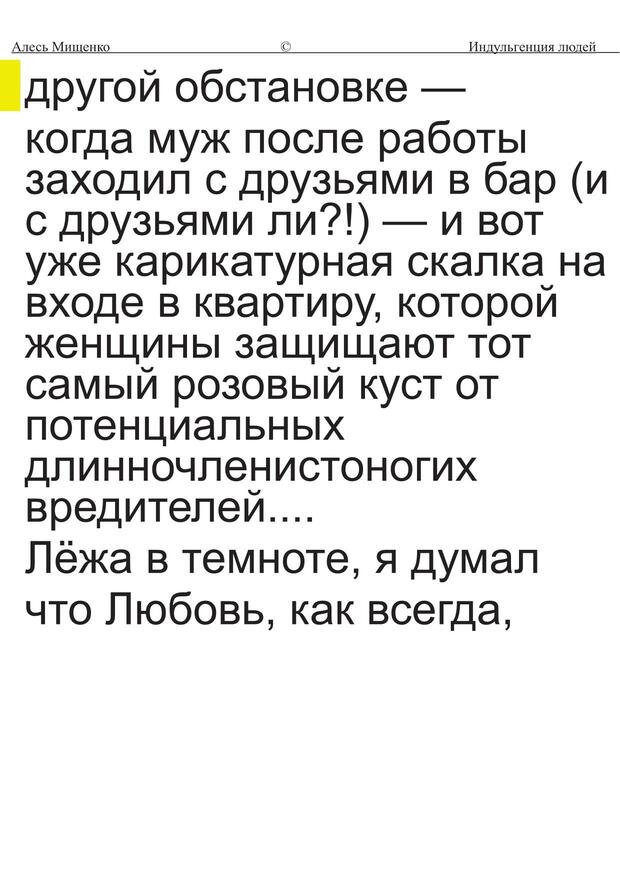 Алесь Мищенко © Индульгенция людей
другой обстановке —
когда муж после работы
заходил с друзьями в бар (и
с друзьями ли?!) — и вот
уже карикатурная скалка на
входе в квартиру, которой
женщины защищают тот
самый розовый куст от
потенциальных
длинночленистоногих
вредителей....
Лёжа в темноте, я думал
что Любовь, как всегда,